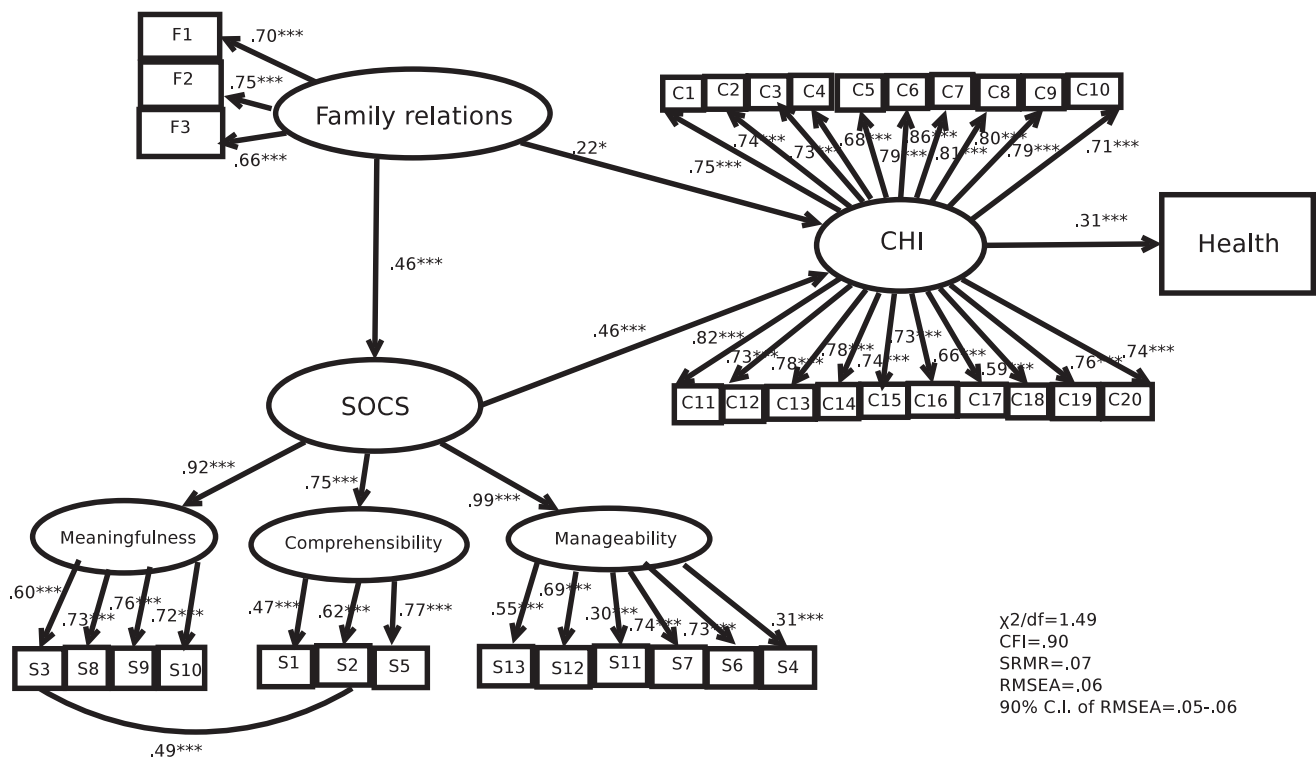 F1
F2
F3
.70***
.75***
.66***
Family relations
.22*
.46***
C1
C2
C3
C4
C5
C6
C7
C8
C9
C10
.75***
.74***
.73***
.68***
.79***
.86***
.81***
.80***
.79***
.71***
CHI
.31***
Health
.46***
.82***
.73***
.78***
.78***
.74***
.73***
.66***
.59***
.76***
.74***
C11
C12
C13
C14
C15
C16
C17
C18
C19
C20
SOCS
.92***
.75***
.99***
Meaningfulness
Comprehensibility
Manageability
.60***
.73***
.76***
.72***
.47***
.62***
.77***
.55***
.69***
.30***
.74***
.73***
.31***
S3
S8
S9
S10
S1
S2
S5
S13
S12
S11
S7
S6
S4
.49***
χ2/df=1.49
CFI=.90
SRMR=.07
RMSEA=.06
90% C.I. of RMSEA=.05-.06